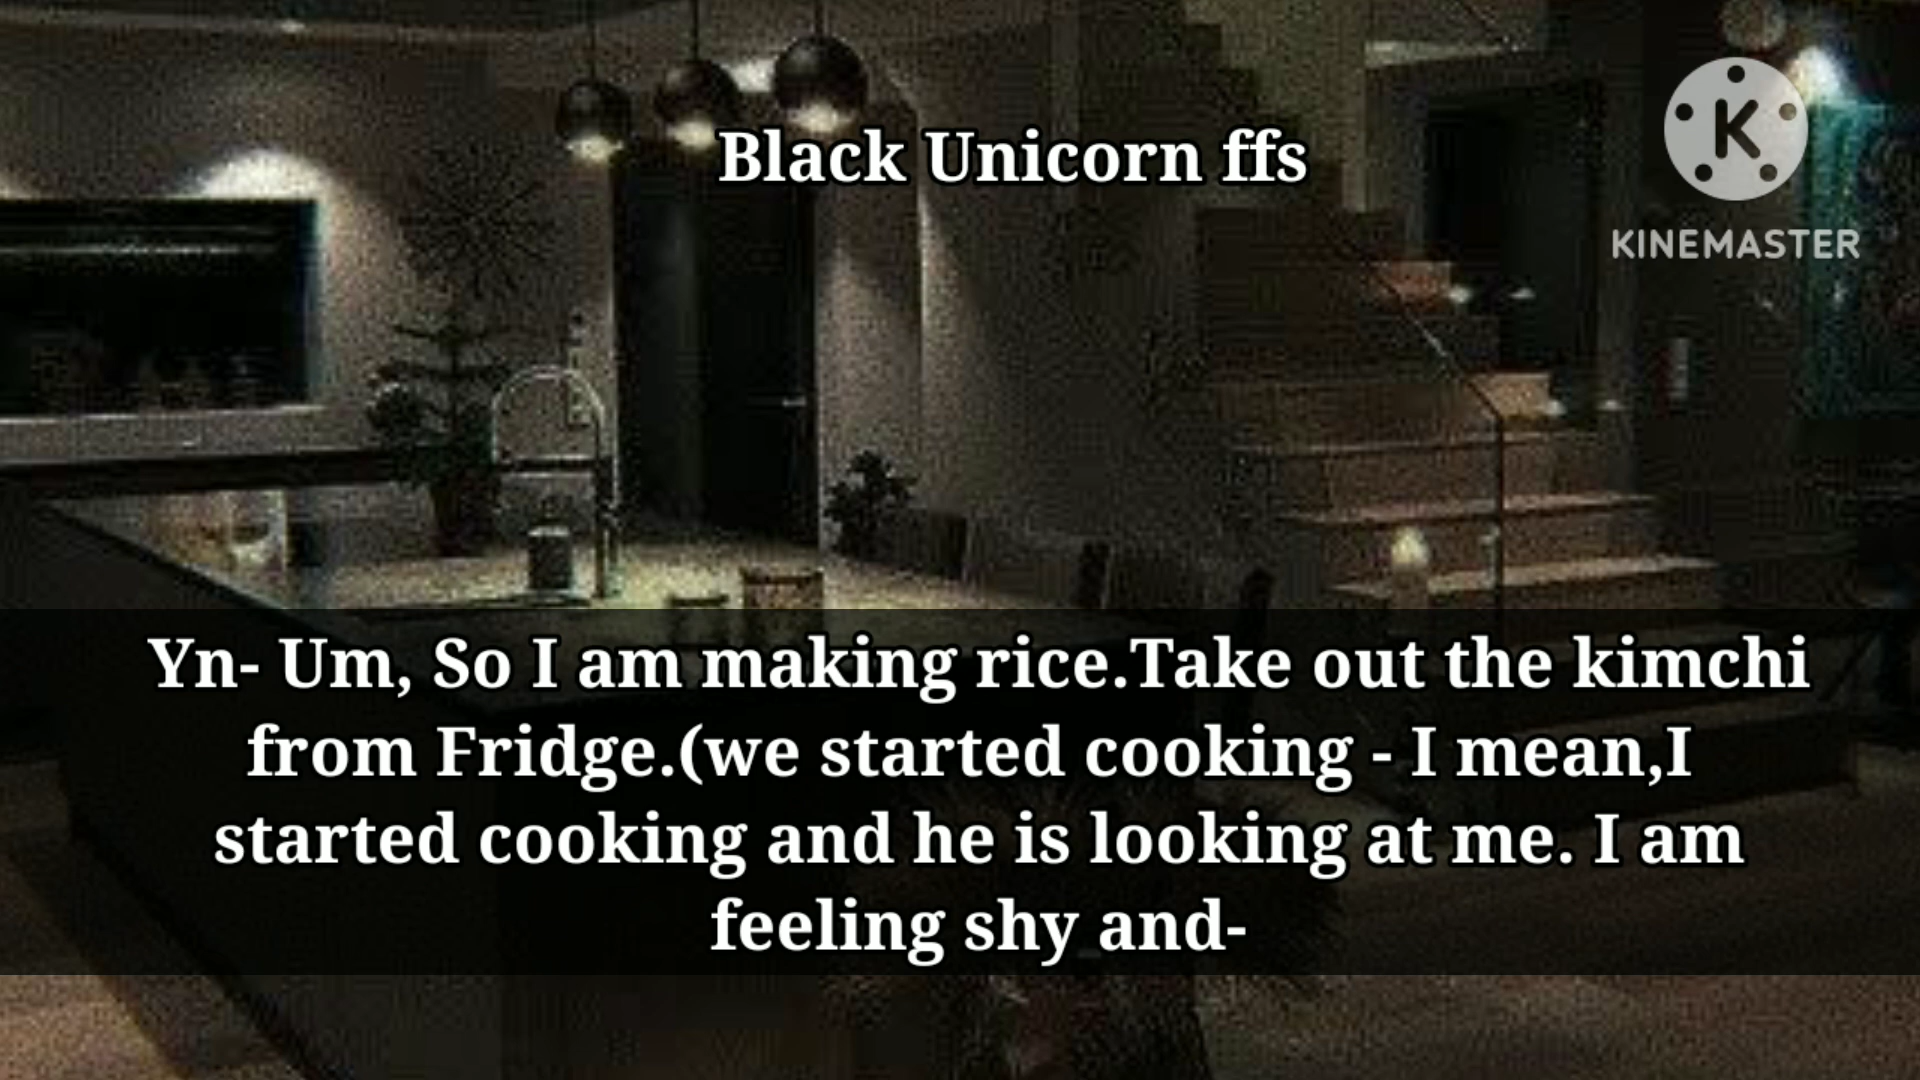 Black Unicorn ffs
K
KINEMASTER
Yn- Um, So I am making rice.Take out the kimchi
from Fridge.(we started cooking - I mean,I
started cooking and he is looking at me. I am
feeling shy and-